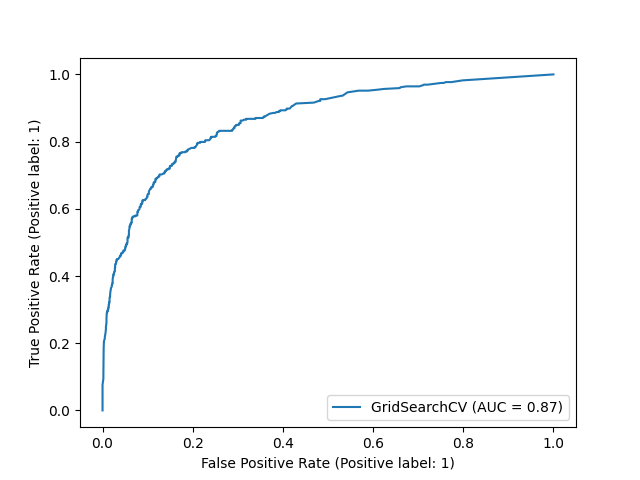 1.0
0.8
0.6
0.4
0.2
0.0
True Positive Rate (Positive label: 1)
GridSearchCV (AUC = 0.87)
0.0 0.2 0.4 0.6 0.8 1.0
False Positive Rate (Positive label: 1)